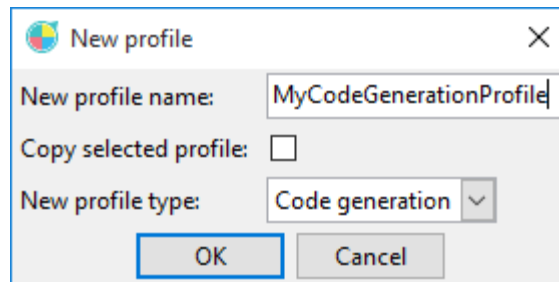 New profile
New profile name: MyCodeGenerationProfile
Copy selected profile:
New profile type: Code generation
OK Cancel